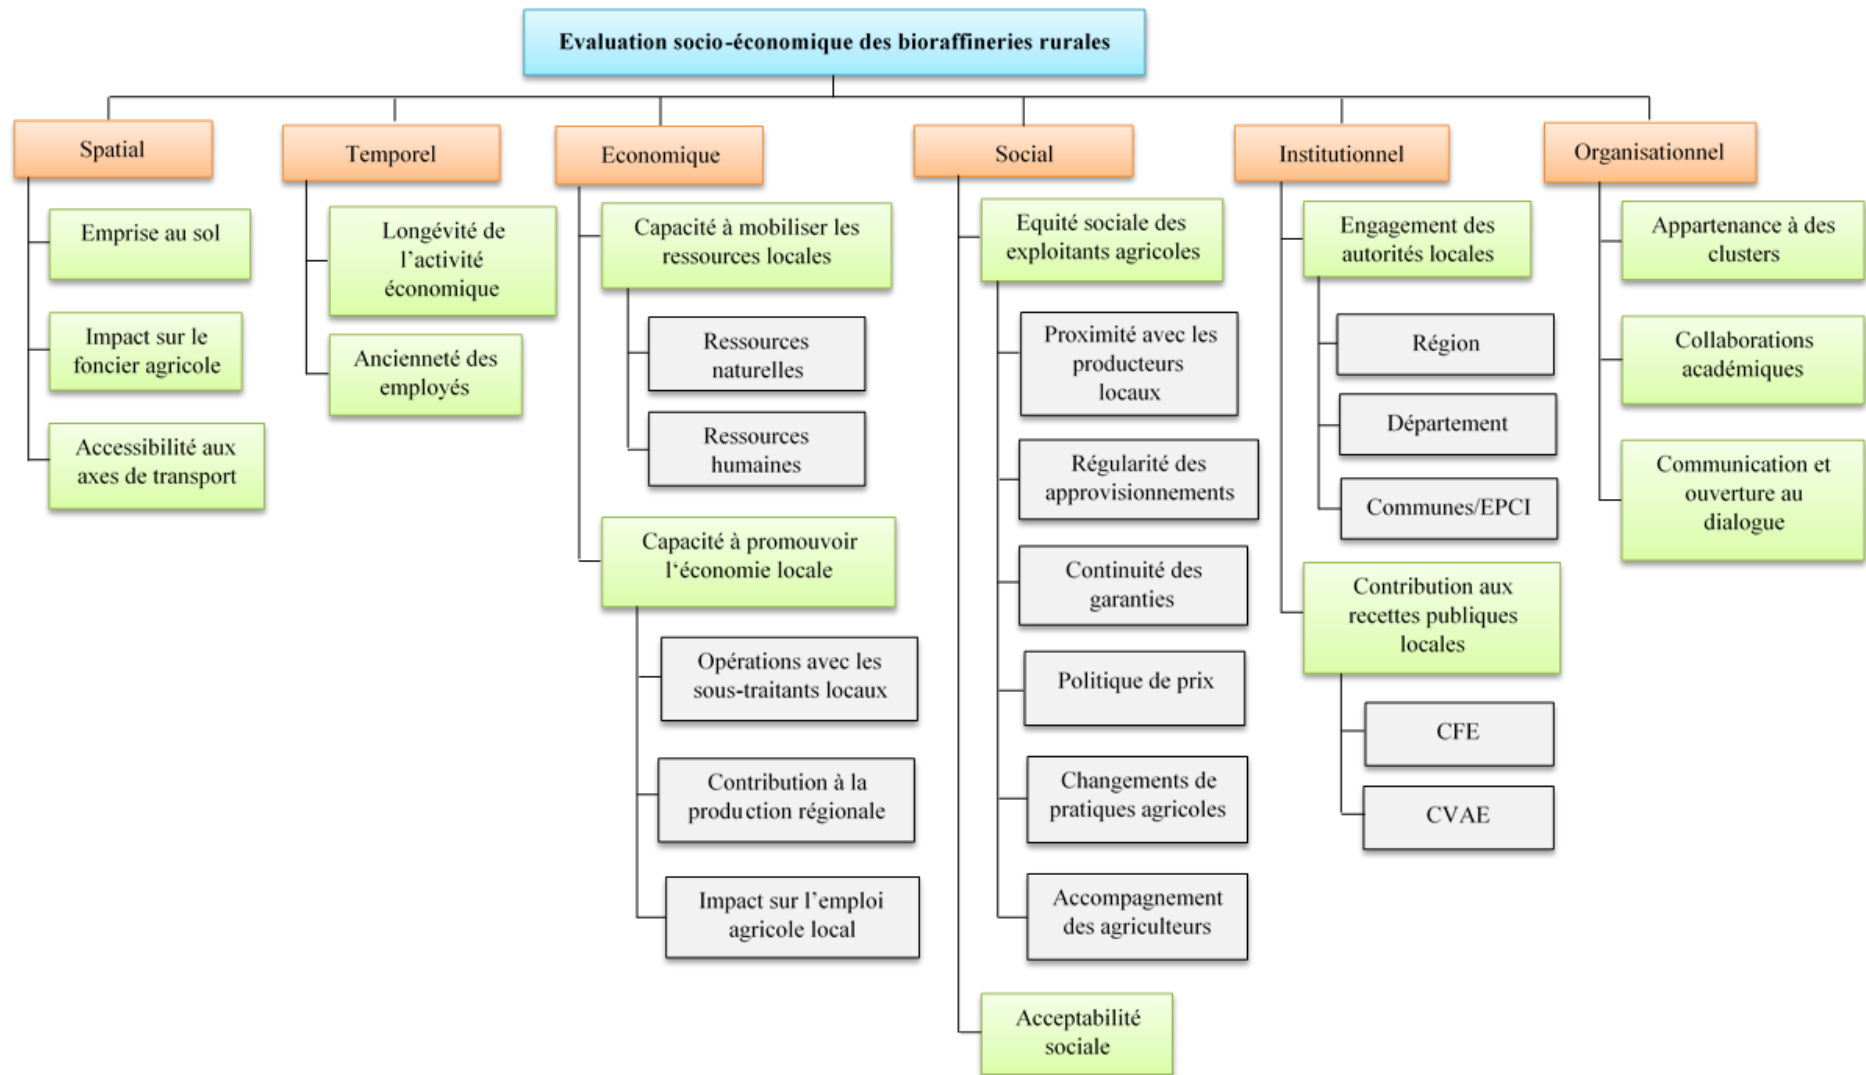 Evaluation socio-économique des bioraffineries rurales
Spatial
Emprise au sol
Impact sur le
foncier agricole
Accessibilité aux
axes de transport
Temporel
Longévité de
l’activité
économique
Ancienneté des
employés
Economique
Capacité à mobiliser les
ressources locales
Ressources
naturelles
Ressources
humaines
Capacité à promouvoir
l‘économie locale
Opérations avec les
sous-traitants locaux
Contribution à la
production régionale
Impact sur l’emploi
agricole local
Social
Equité sociale des
exploitants agricoles
Proximité avec les
producteurs
locaux
Régularité des
approvisionnements
Continuité des
garanties
Politique de prix
Changements de
pratiques agricoles
Accompagnement
des agriculteurs
Acceptabilité
sociale
Institutionnel
Engagement des
autorités locales
Région
Département
Communes/EPCI
Contribution aux
recettes publiques
locales
CFE
CVAE
Organisationnel
Appartenance à des
clusters
Collaborations
académiques
Communication et
ouverture au
dialogue